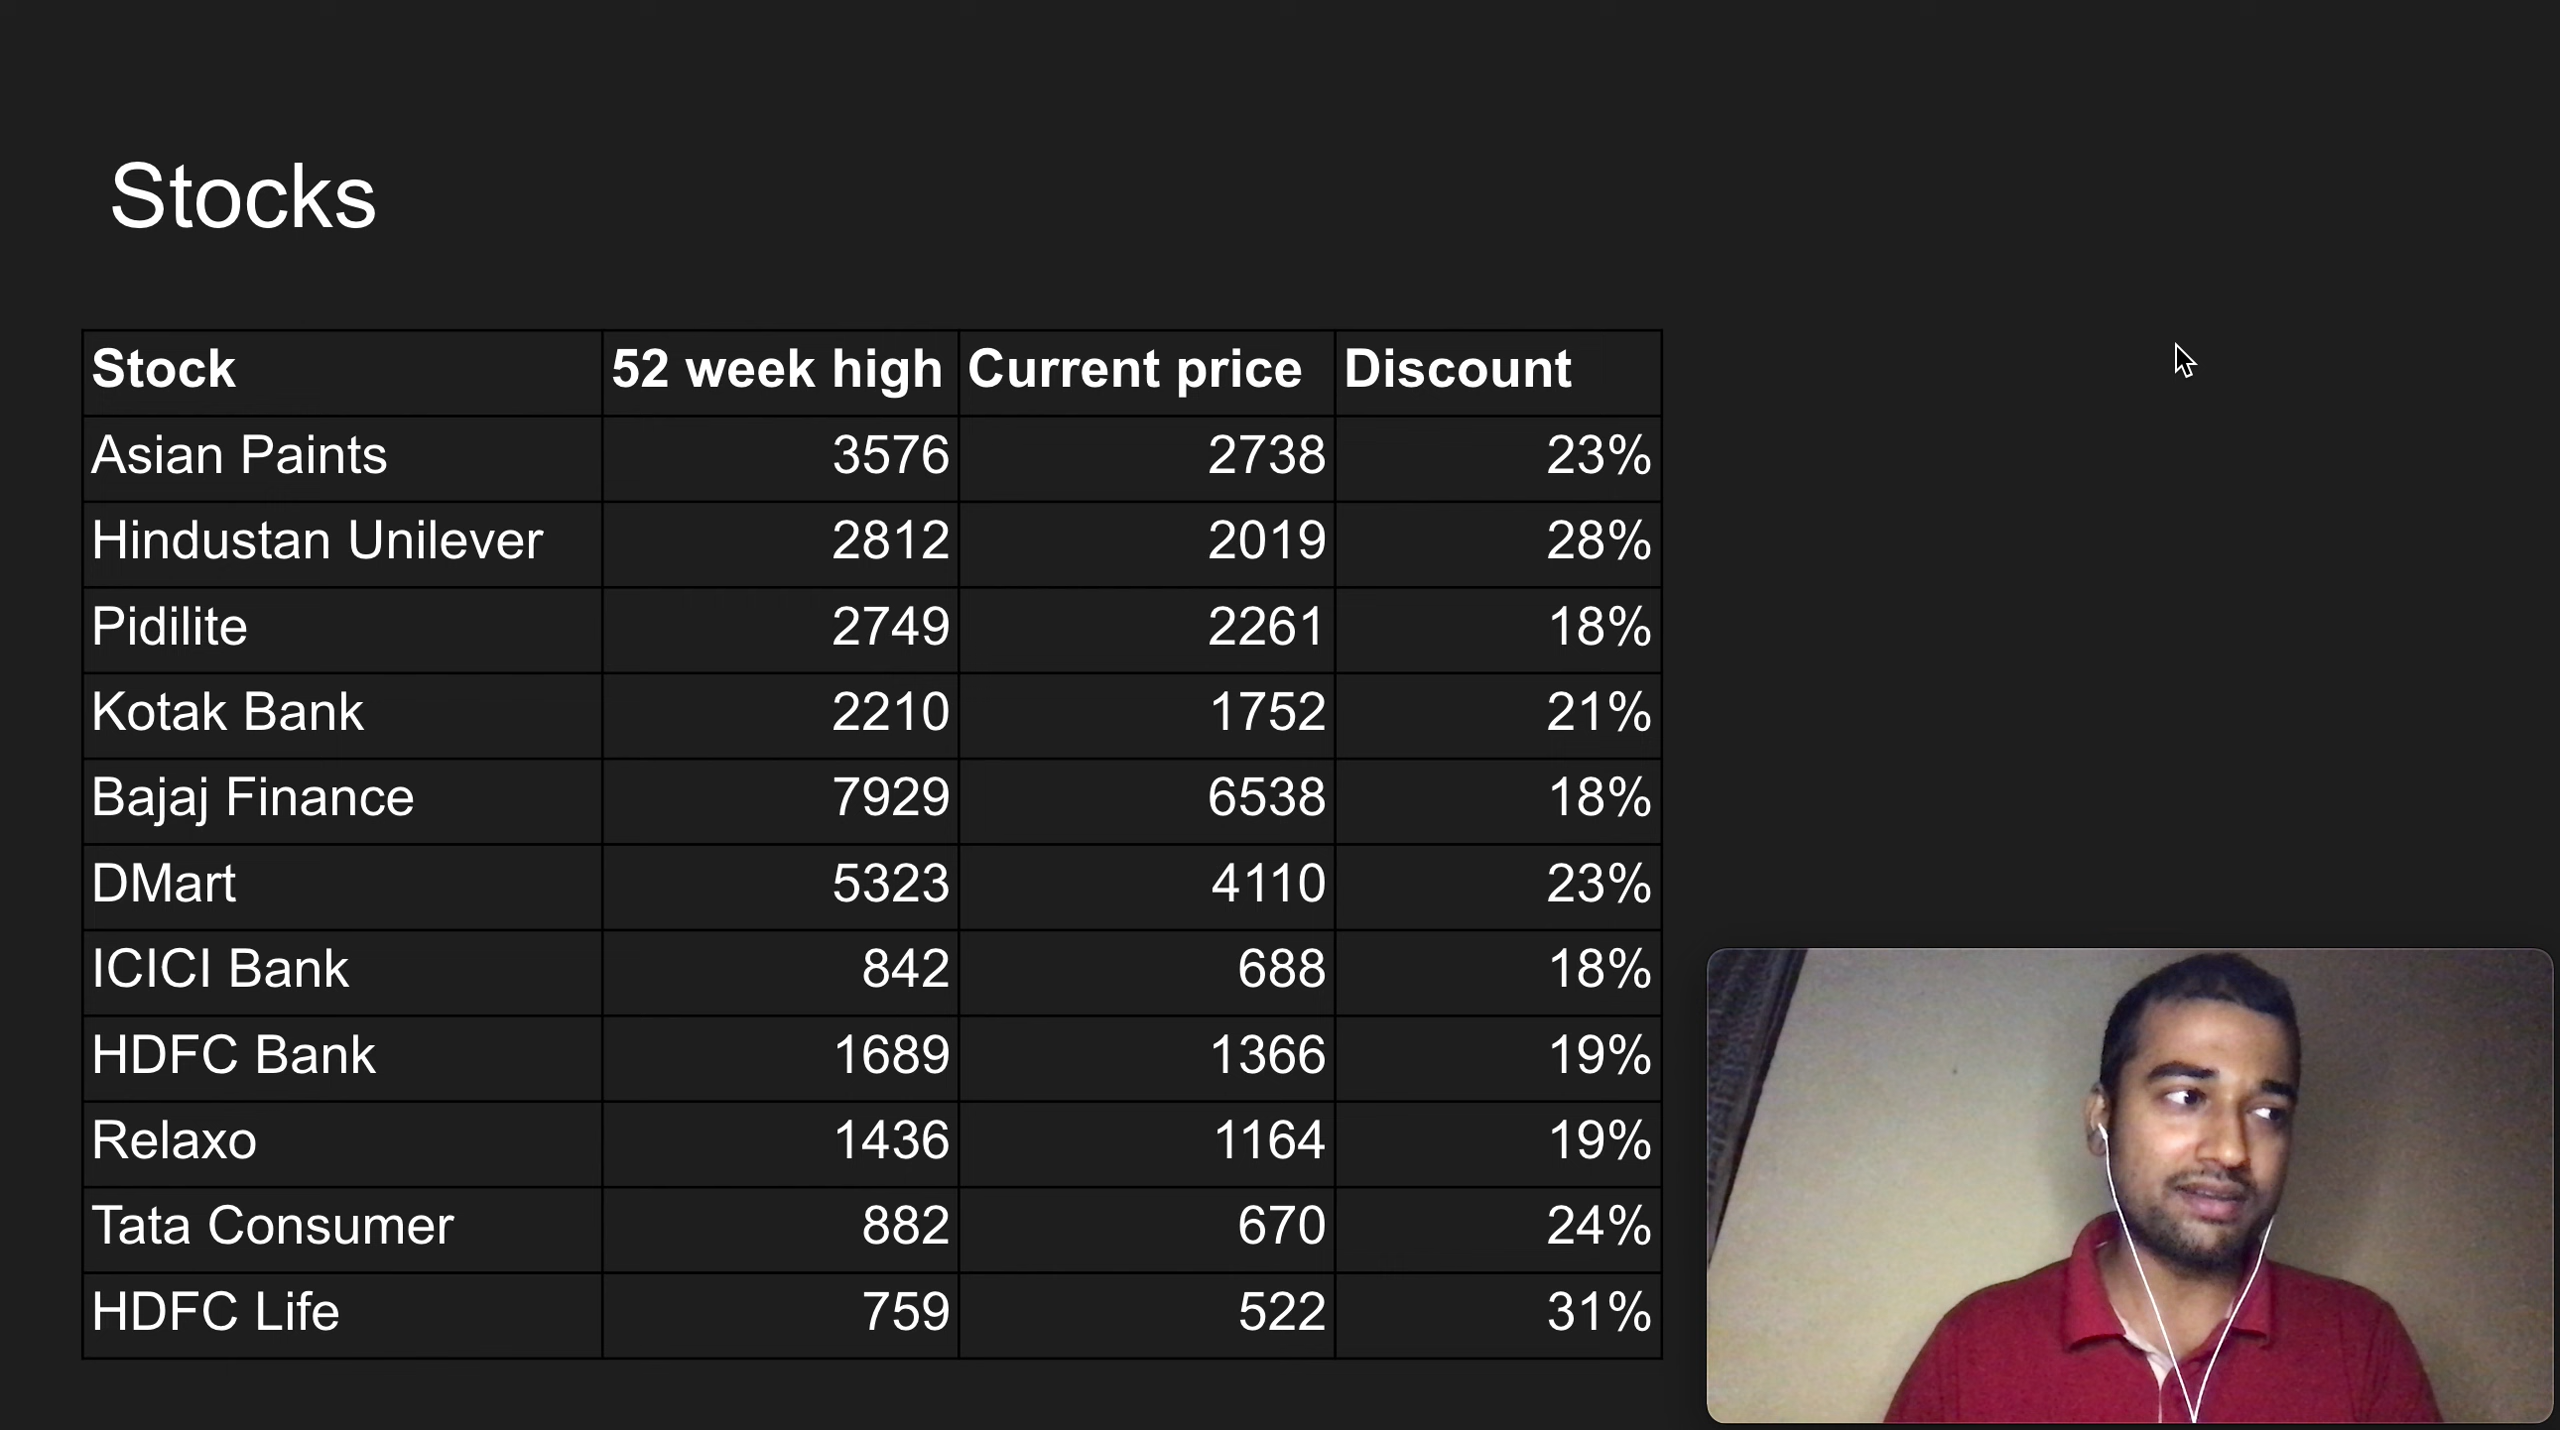 Stocks
Stock 52 week high Current price Discount
Asian Paints 3576 2738 23%
Hindustan Unilever 2812 2019 28%
Pidilite 2749 2261 18%
Kotak Bank 2210 1752 21%
Bajaj Finance 7929 6538 18%
DMart 5323 4110 23%
ICICI Bank 842 688 18%
HDFC Bank 1689 1366 19%
Relaxo 1436 1164 19%
Tata Consumer 882 670 24%
HDFC Life 759 522 31%